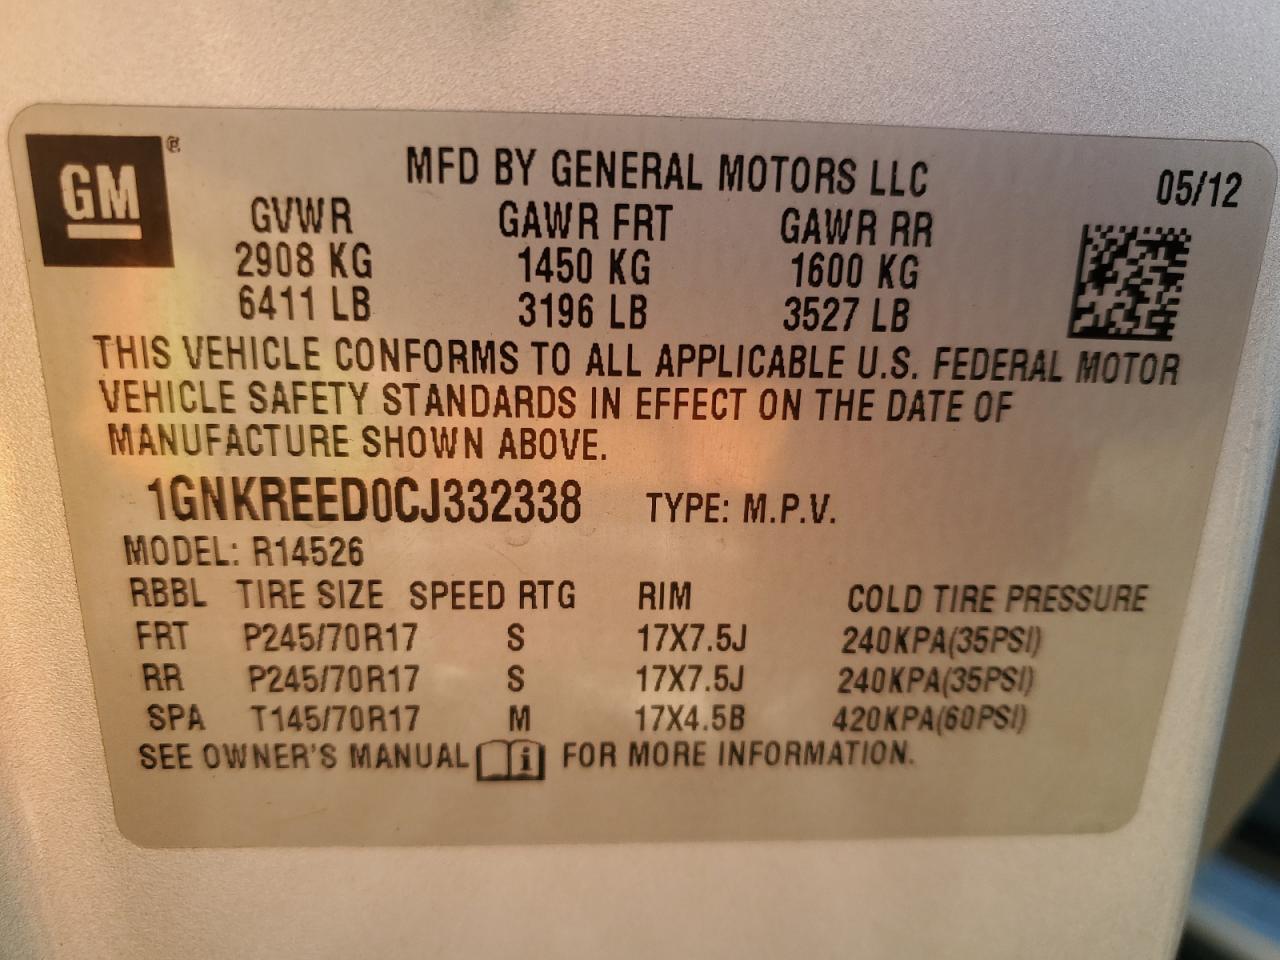 GM®
MFD BY GENERAL MOTORS LLC 05/12
GVWR GAWR FRT GAWR RR
2908 KG 1450 KG 1600 KG
6411 LB 3196 LB 3527 LB
THIS VEHICLE CONFORMS TO ALL APPLICABLE U.S. FEDERAL MOTOR
VEHICLE SAFETY STANDARDS IN EFFECT ON THE DATE OF
MANUFACTURE SHOWN ABOVE.
1GNKREED0CJ332338 TYPE: M.P.V.
MODEL: R14526
RBBL TIRE SIZE SPEED RTG RIM COLD TIRE PRESSURE
FRT P245/70R17 S 17X7.5J 240KPA(35PSI)
RR P245/70R17 S 17X7.5J 240KPA(35PSI)
SPA T145/70R17 M 17X4.5B 420KPA(60PSI)
SEE OWNER'S MANUAL i FOR MORE INFORMATION.